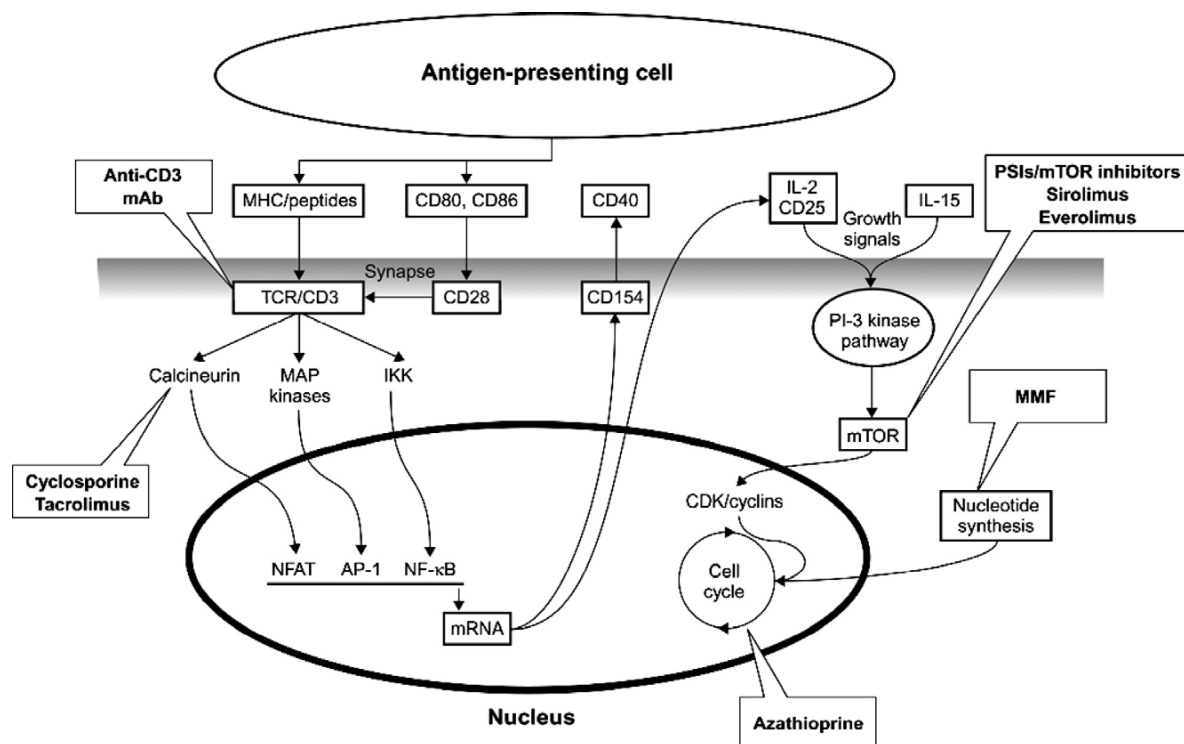 Antigen-presenting cell
Anti-CD3
mAb
MHC/peptides
CD80, CD86
CD40
IL-2
CD25
IL-15
PSIs/mTOR inhibitors
Sirolimus
Everolimus
Growth
signals
Synapse
TCR/CD3
CD28
CD154
PI-3 kinase
pathway
Calcineurin
MAP
kinases
IKK
mTOR
MMF
Cyclosporine
Tacrolimus
CDK/cyclins
Nucleotide
synthesis
NFAT
AP-1
NF-κB
Cell
cycle
mRNA
Nucleus
Azathioprine